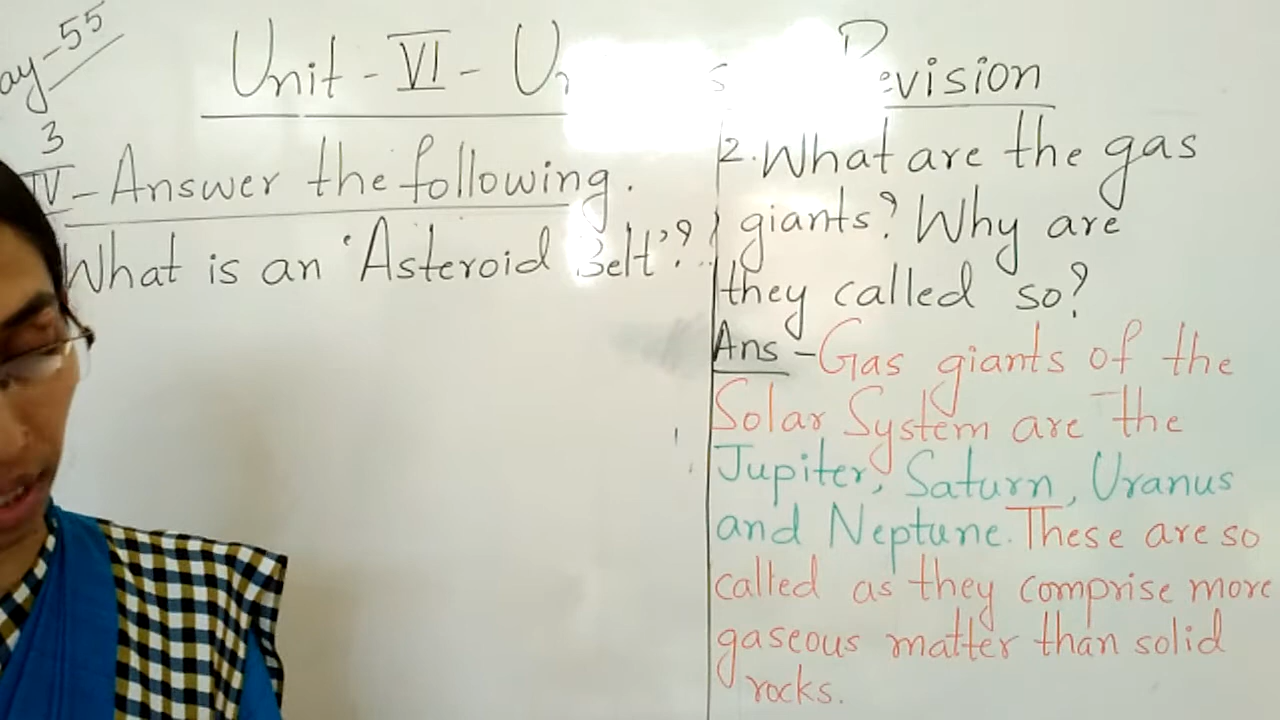 ay-55
Unit - VI - Un s Revision
3
IV - Answer the following.
What is an 'Asteroid Belt'?
2. What are the gas
giants? Why are
they called so?
Ans - Gas giants of the
Solar System are the
Jupiter, Saturn, Uranus
and Neptune. These are so
called as they comprise more
gaseous matter than solid
rocks.